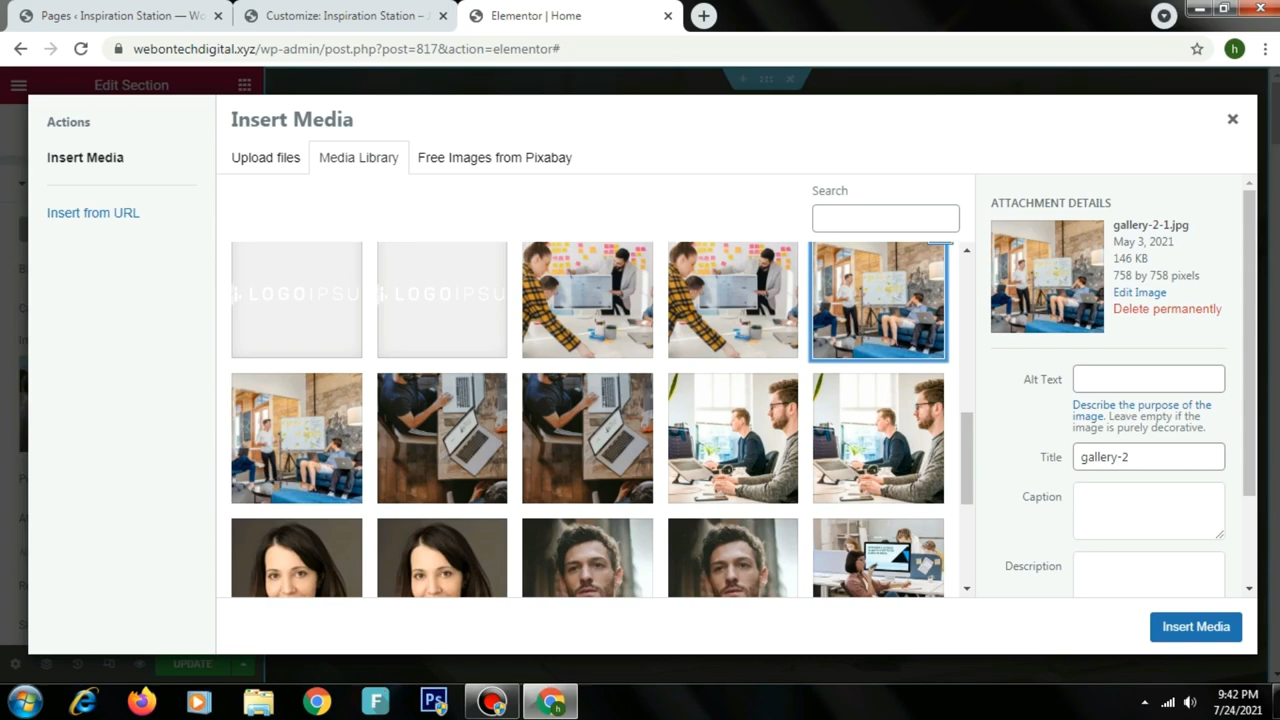 Pages ‹ Inspiration Station — W
Customize: Inspiration Station –
Elementor | Home
webontechdigital.xyz/wp-admin/post.php?post=817&action=elementor#
h
Edit Section
Actions
Insert Media
Insert from URL
Insert Media
Upload files
Media Library
Free Images from Pixabay
Search
LOGOIPSU
LOGOIPSU
ATTACHMENT DETAILS
gallery-2-1.jpg
May 3, 2021
146 KB
758 by 758 pixels
Edit Image
Delete permanently
Alt Text
Describe the purpose of the
image. Leave empty if the
image is purely decorative.
Title
gallery-2
Caption
Description
Insert Media
UPDATE
F
Ps
h
9:42 PM
7/24/2021